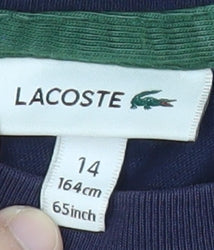 LACOSTE
14
164cm
65inch